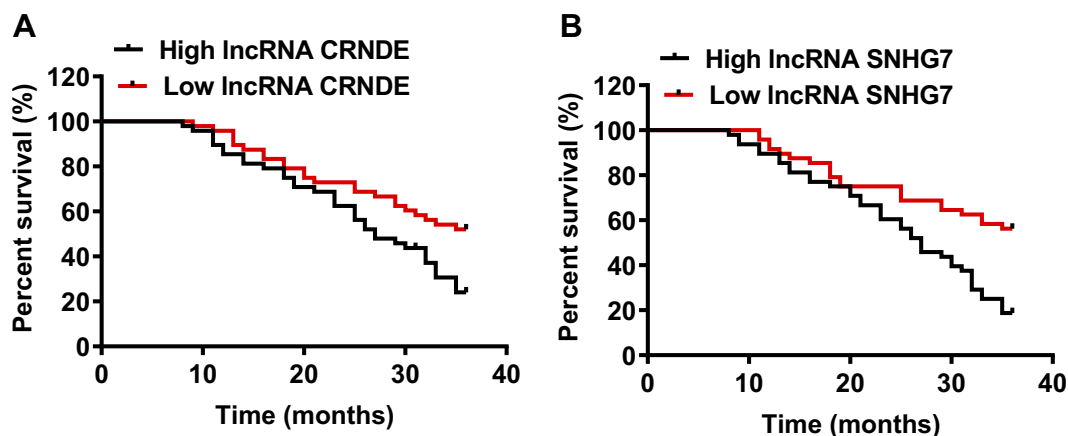 A
High lncRNA CRNDE
Low lncRNA CRNDE
Percent survival (%)
120
100
80
60
40
20
0
0 10 20 30 40
Time (months)
B
High lncRNA SNHG7
Low lncRNA SNHG7
Percent survival (%)
120
100
80
60
40
20
0
0 10 20 30 40
Time (months)